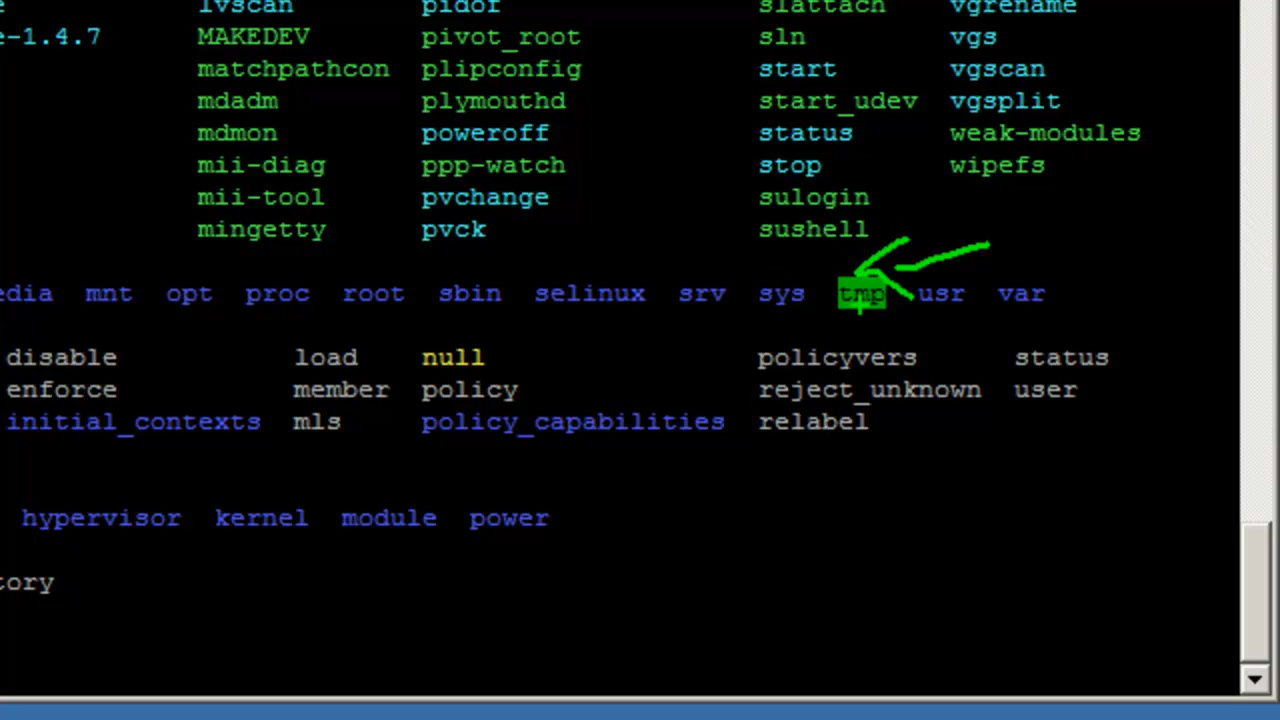 lvscan pidof slattach vgrename
e-1.4.7 MAKEDEV pivot_root sln vgs
matchpathcon plipconfig start vgscan
mdadm plymouthd start_udev vgsplit
mdmon poweroff status weak-modules
mii-diag ppp-watch stop wipefs
mii-tool pvchange sulogin
mingetty pvck sushell
edia mnt opt proc root sbin selinux srv sys tmp usr var
disable load null policyvers status
enforce member policy reject_unknown user
initial_contexts mls policy_capabilities relabel
hypervisor kernel module power
tory